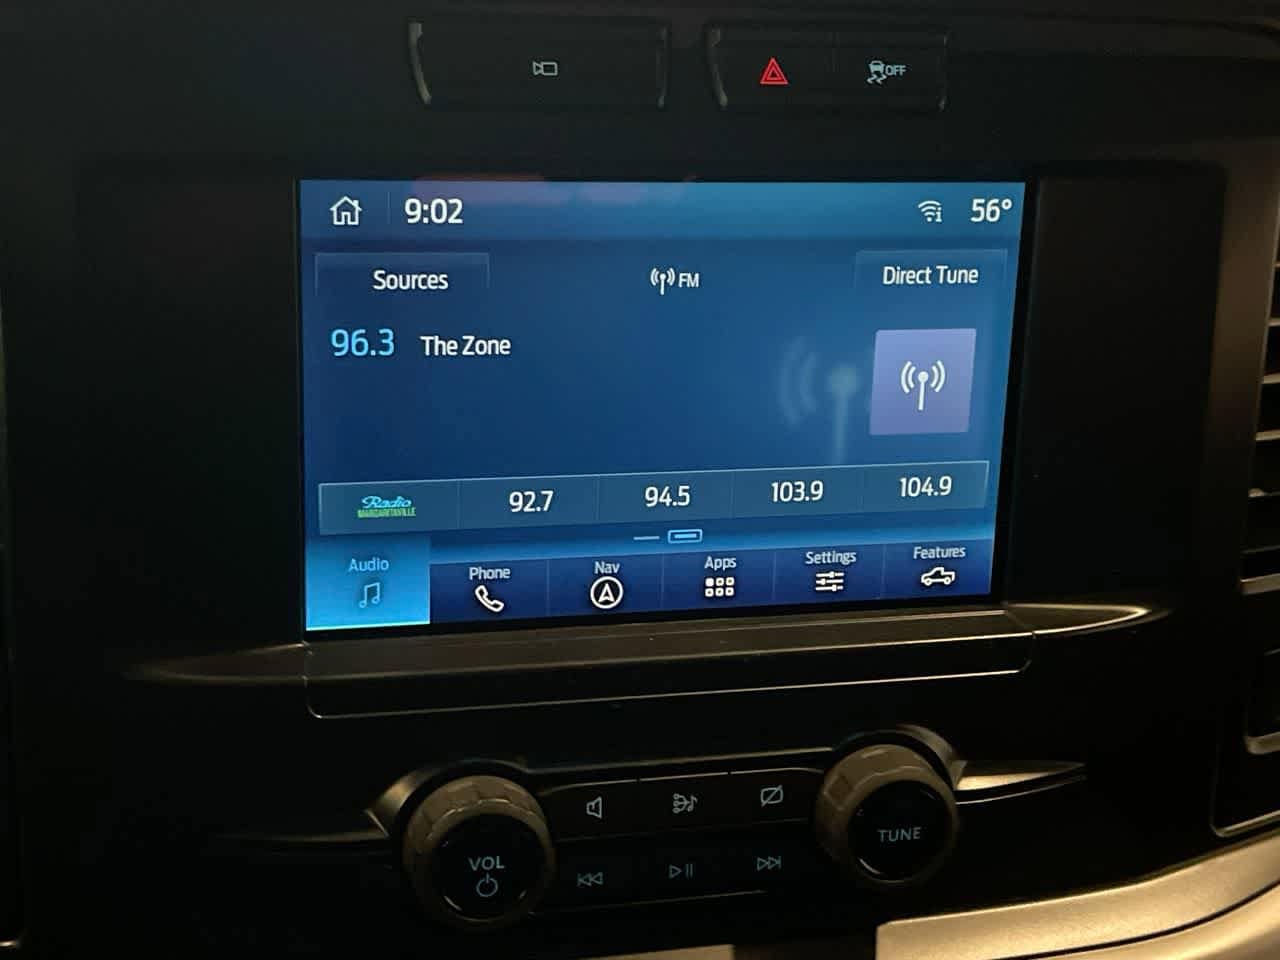 OFF
9:02 56°
Sources FM Direct Tune
96.3 The Zone
Radio MARGARITAVILLE 92.7 94.5 103.9 104.9
Audio Phone Nav Apps Settings Features
VOL TUNE